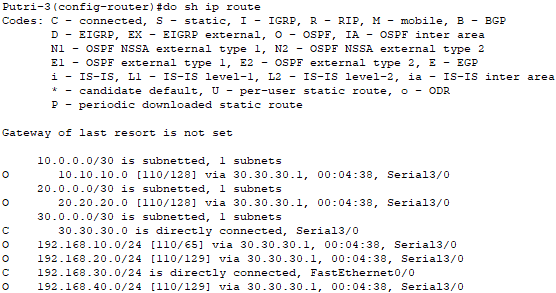 Putri-3(config-router)#do sh ip route
Codes: C - connected, S - static, I - IGRP, R - RIP, M - mobile, B - BGP
       D - EIGRP, EX - EIGRP external, O - OSPF, IA - OSPF inter area
       N1 - OSPF NSSA external type 1, N2 - OSPF NSSA external type 2
       E1 - OSPF external type 1, E2 - OSPF external type 2, E - EGP
       i - IS-IS, L1 - IS-IS level-1, L2 - IS-IS level-2, ia - IS-IS inter area
       * - candidate default, U - per-user static route, o - ODR
       P - periodic downloaded static route

Gateway of last resort is not set

     10.0.0.0/30 is subnetted, 1 subnets
O       10.10.10.0 [110/128] via 30.30.30.1, 00:04:38, Serial3/0
     20.0.0.0/30 is subnetted, 1 subnets
O       20.20.20.0 [110/128] via 30.30.30.1, 00:04:38, Serial3/0
     30.0.0.0/30 is subnetted, 1 subnets
C       30.30.30.0 is directly connected, Serial3/0
O    192.168.10.0/24 [110/65] via 30.30.30.1, 00:04:38, Serial3/0
O    192.168.20.0/24 [110/129] via 30.30.30.1, 00:04:38, Serial3/0
C    192.168.30.0/24 is directly connected, FastEthernet0/0
O    192.168.40.0/24 [110/129] via 30.30.30.1, 00:04:38, Serial3/0